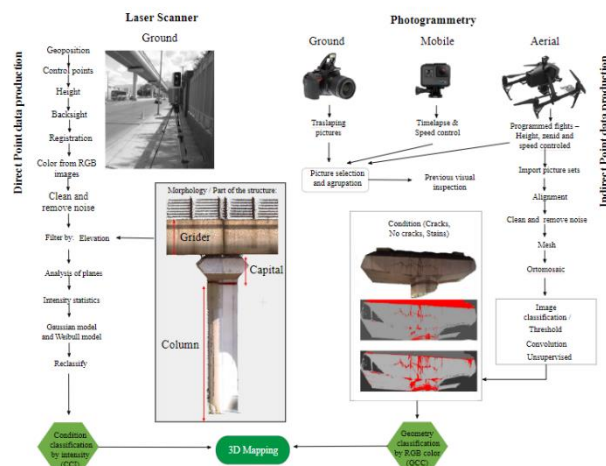 Laser Scanner
Photogrammetry
Ground
Ground
Mobile
Aerial
Direct Point data production
Indirect Point data production
Geoposition
Control points
Height
Backsight
Registration
Color from RGB
images
Clean and
remove noise
Filter by: Elevation
Analysis of planes
Intensity statistics
Gaussian model
and Weibull model
Reclassify
Condition
classification
by intensity
(CCI)
Morphology / Part of the structure:
Grider
Capital
Column
3D Mapping
Traslaping
pictures
Timelapse &
Speed control
Programmed fights –
Height, zenid and
speed controled
Picture selection
and agrupation
Previous visual
inspection
Import picture sets
Alignment
Clean and remove noise
Mesh
Ortomosaic
Condition (Cracks,
No cracks, Stains)
Image
classification /
Threshold
Convolution
Unsupervised
Geometry
classification
by RGB color